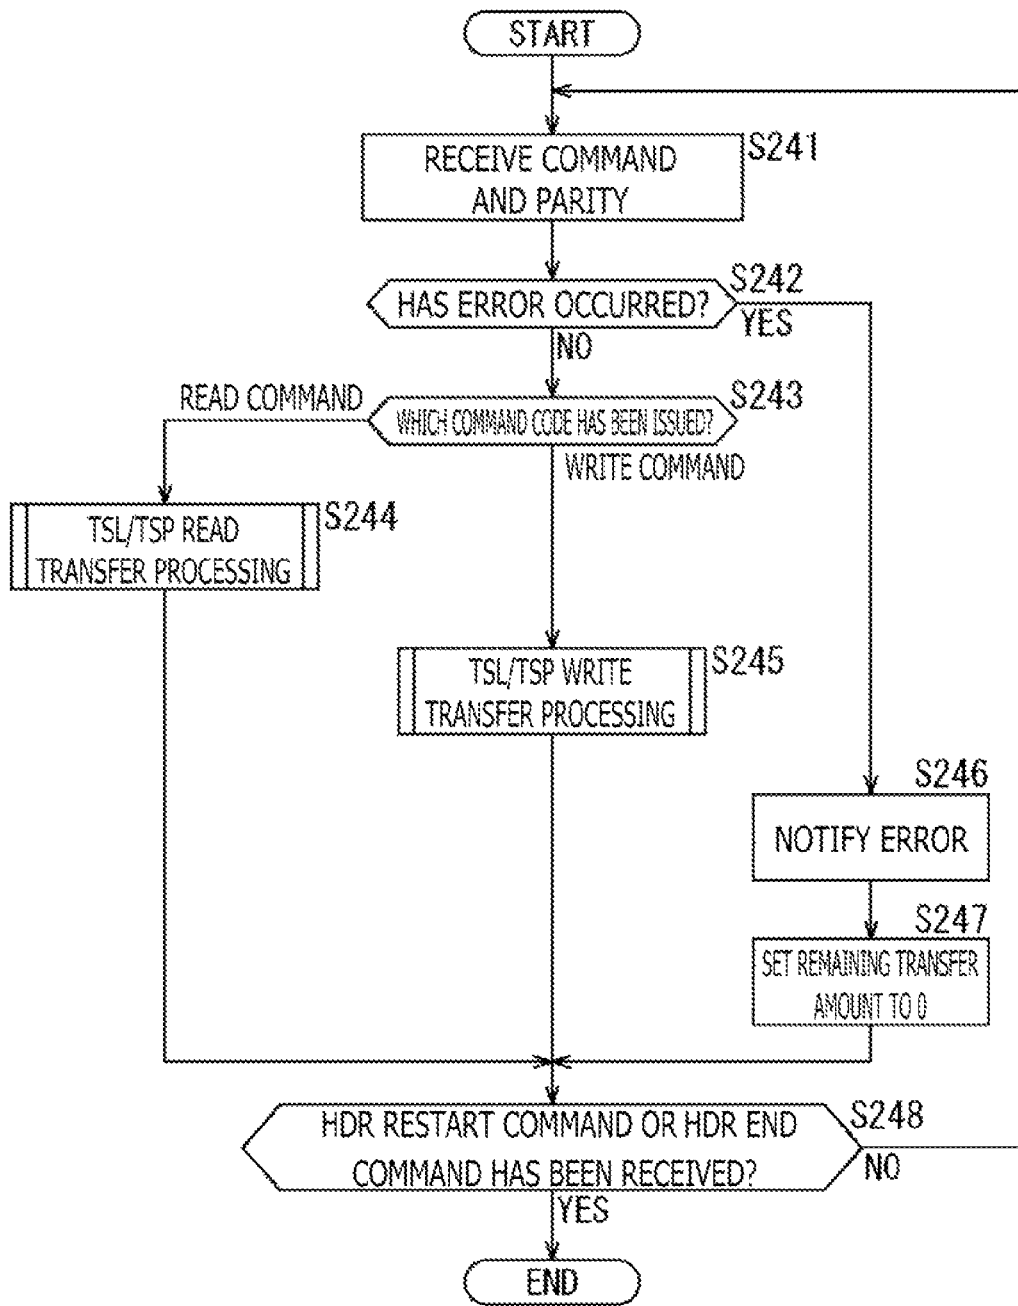 START
S241
RECEIVE COMMAND
AND PARITY
S242
HAS ERROR OCCURRED?
YES
NO
S243
READ COMMAND
WHICH COMMAND CODE HAS BEEN ISSUED?
WRITE COMMAND
S244
TSL/TSP READ
TRANSFER PROCESSING
S245
TSL/TSP WRITE
TRANSFER PROCESSING
S246
NOTIFY ERROR
S247
SET REMAINING TRANSFER
AMOUNT TO 0
S248
HDR RESTART COMMAND OR HDR END
COMMAND HAS BEEN RECEIVED?
NO
YES
END